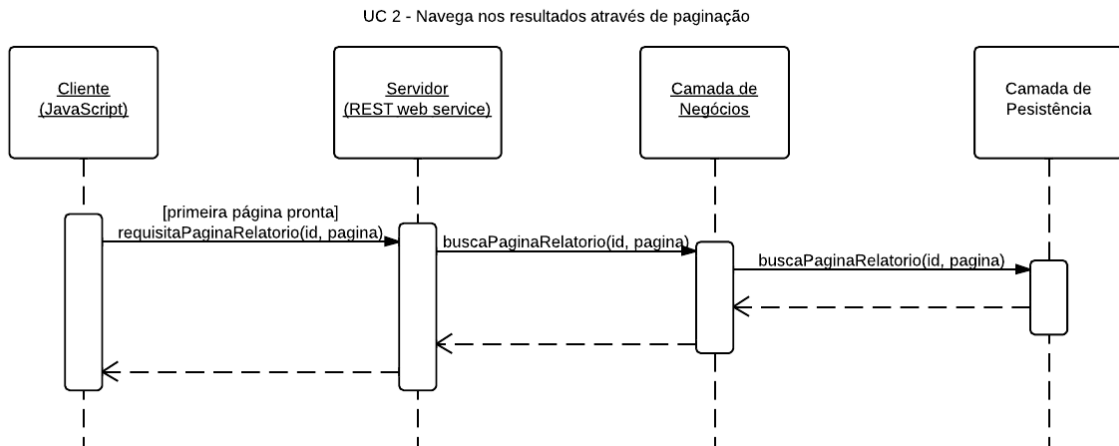 UC 2 - Navega nos resultados através de paginação
Cliente
(JavaScript)
Servidor
(REST web service)
Camada de
Negócios
Camada de
Pesistência
[primeira página pronta]
requisitaPaginaRelatorio(id, pagina)
buscaPaginaRelatorio(id, pagina)
buscaPaginaRelatorio(id, pagina)